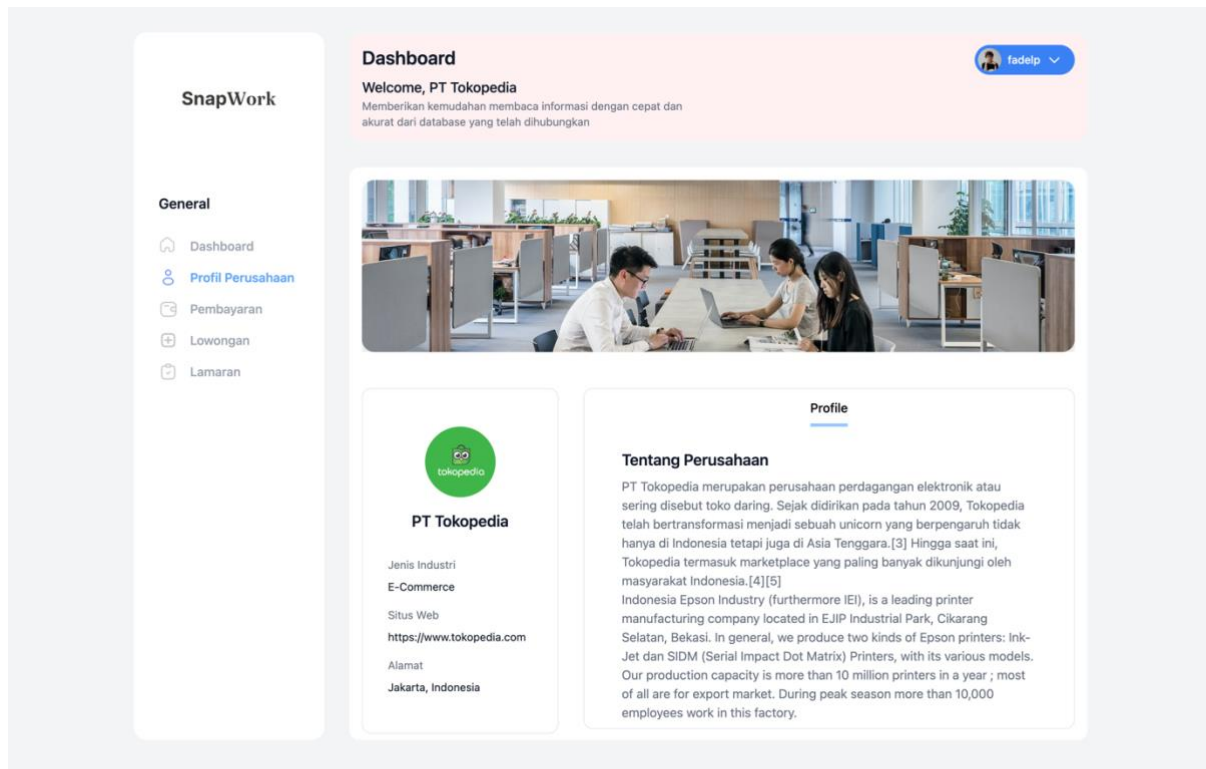 SnapWork
General
Dashboard
Profil Perusahaan
Pembayaran
Lowongan
Lamaran
Dashboard
Welcome, PT Tokopedia
Memberikan kemudahan membaca informasi dengan cepat dan
akurat dari database yang telah dihubungkan
fadelp
tokopedia
PT Tokopedia
Jenis Industri
E-Commerce
Situs Web
https://www.tokopedia.com
Alamat
Jakarta, Indonesia
Profile
Tentang Perusahaan
PT Tokopedia merupakan perusahaan perdagangan elektronik atau
sering disebut toko daring. Sejak didirikan pada tahun 2009, Tokopedia
telah bertransformasi menjadi sebuah unicorn yang berpengaruh tidak
hanya di Indonesia tetapi juga di Asia Tenggara.[3] Hingga saat ini,
Tokopedia termasuk marketplace yang paling banyak dikunjungi oleh
masyarakat Indonesia.[4][5]
Indonesia Epson Industry (furthermore IEI), is a leading printer
manufacturing company located in EJIP Industrial Park, Cikarang
Selatan, Bekasi. In general, we produce two kinds of Epson printers: Ink-
Jet dan SIDM (Serial Impact Dot Matrix) Printers, with its various models.
Our production capacity is more than 10 million printers in a year ; most
of all are for export market. During peak season more than 10,000
employees work in this factory.